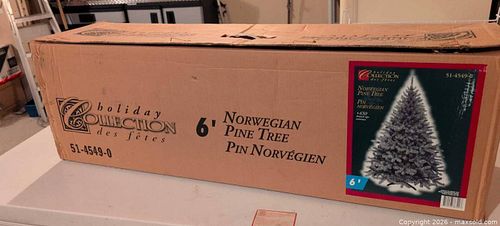 holiday
COLLECTION
des fêtes
51-4549-0
6'
NORWEGIAN
PINE TREE
PIN NORVÉGIEN
holiday
COLLECTION
51-4549-0
NORWEGIAN
PINE TREE
PIN
NORVÉGIEN
6'
Copyright 2026 - maxsold.com